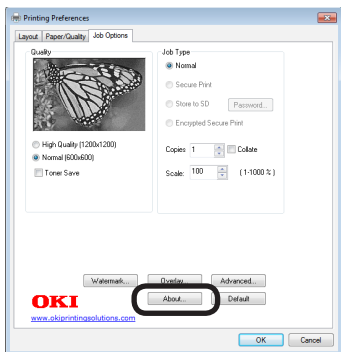 Printing Preferences
Layout Paper/Quality Job Options
Quality
High Quality (1200x1200)
Normal (600x600)
Toner Save
Job Type
Normal
Secure Print
Store to SD Password...
Encrypted Secure Print
Copies 1 Collate
Scale: 100 (1-1000 %)
Watermark... Overlay... Advanced...
OKI About... Default
www.okiprintingsolutions.com
OK Cancel